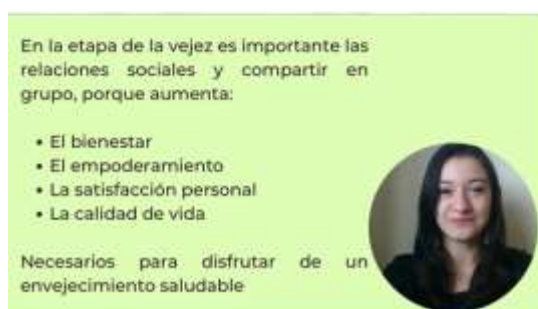 En la etapa de la vejez es importante las
relaciones sociales y compartir en
grupo, porque aumenta:
• El bienestar
• El empoderamiento
• La satisfacción personal
• La calidad de vida
Necesarios para disfrutar de un
envejecimiento saludable